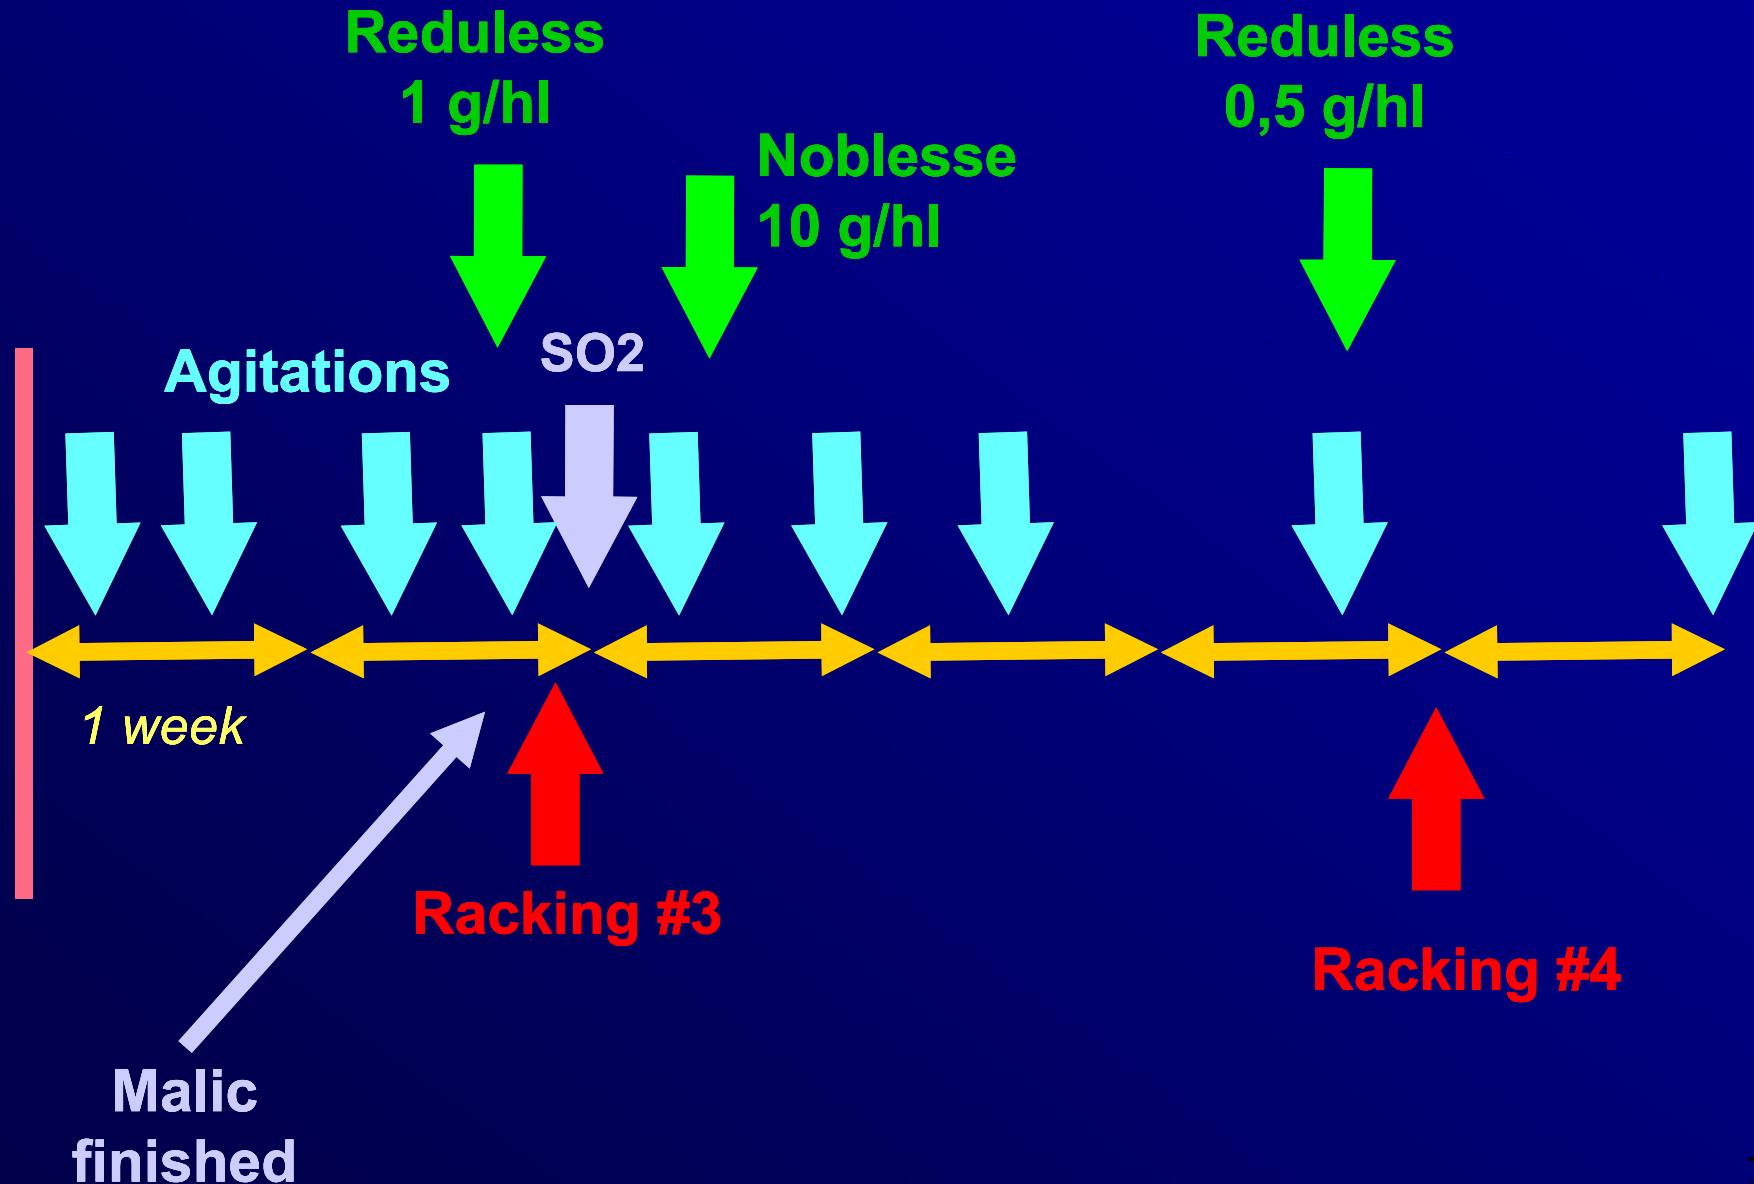 Reduless
1 g/hl
Reduless
0,5 g/hl
Noblesse
10 g/hl
SO2
Agitations
1 week
Racking #3
Racking #4
Malic
finished